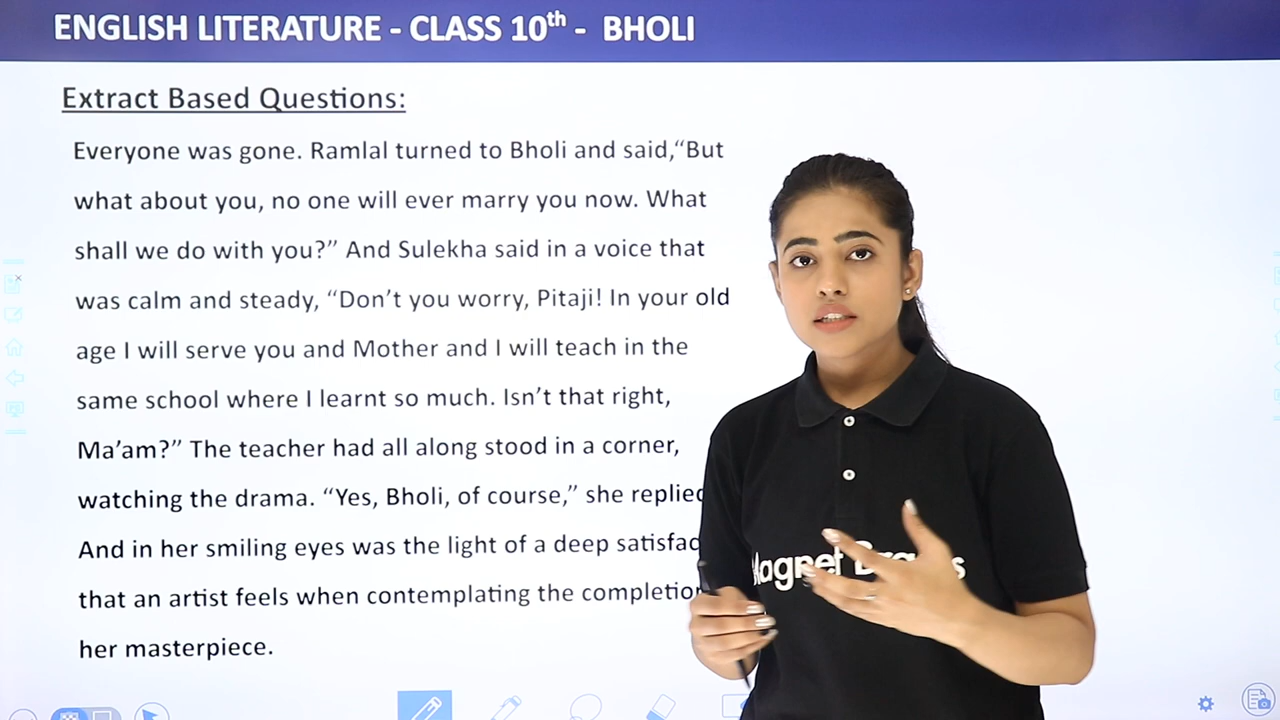 ENGLISH LITERATURE - CLASS 10th - BHOLI
Extract Based Questions:
Everyone was gone. Ramlal turned to Bholi and said,“But
what about you, no one will ever marry you now. What
shall we do with you?” And Sulekha said in a voice that
was calm and steady, “Don’t you worry, Pitaji! In your old
age I will serve you and Mother and I will teach in the
same school where I learnt so much. Isn’t that right,
Ma’am?” The teacher had all along stood in a corner,
watching the drama. “Yes, Bholi, of course,” she replied
And in her smiling eyes was the light of a deep
that an artist feels when contemplating the
her masterpiece.
Magnet